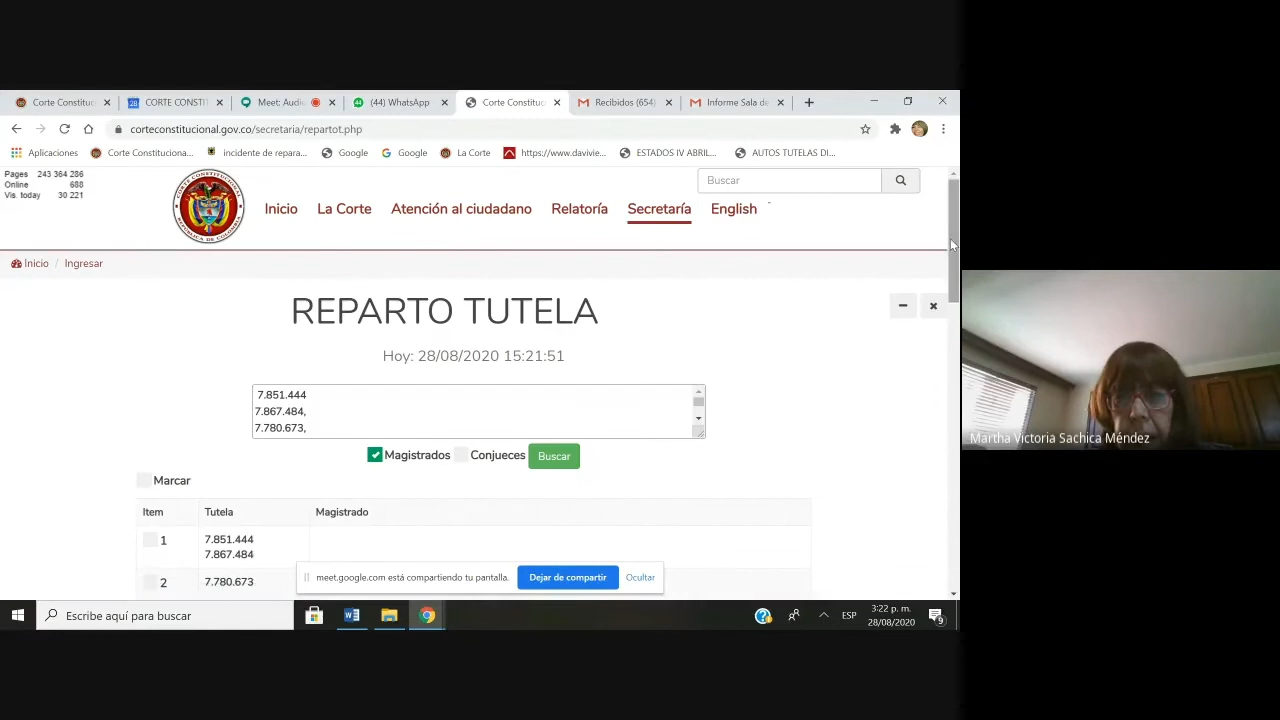 Corte Constituc
CORTE CONSTI
Meet: Audi
(44) WhatsApp
Corte Constituc
Recibidos (654)
Informe Sala de
corteconstitucional.gov.co/secretaria/repartot.php
Aplicaciones
Corte Constituciona...
incidente de repara...
Google
Google
La Corte
https://www.davivie...
ESTADOS IV ABRIL...
AUTOS TUTELAS DI...
Pages 243 364 286
Online 688
Vis. today 30 221
Buscar
Inicio
La Corte
Atención al ciudadano
Relatoría
Secretaría
English
Inicio / Ingresar
REPARTO TUTELA
Hoy: 28/08/2020 15:21:51
7.851.444
7.867.484,
7.780.673,
Magistrados
Conjueces
Buscar
Marcar
Item
Tutela
Magistrado
1
7.851.444
7.867.484
2
7.780.673
meet.google.com está compartiendo tu pantalla.
Dejar de compartir
Ocultar
Martha Victoria Sachica Méndez
Escribe aquí para buscar
ESP
3:22 p. m.
28/08/2020
9